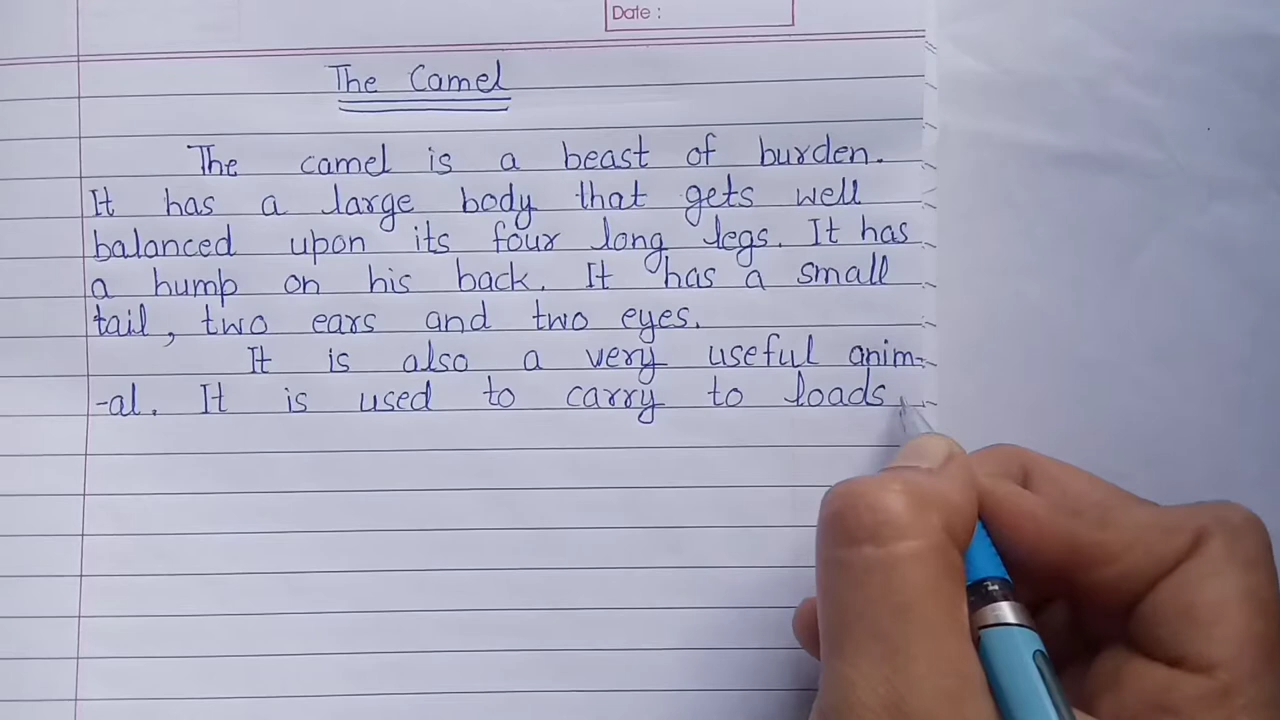 Date :
The Camel
The camel is a beast of burden.
It has a large body that gets well
balanced upon its four long legs. It has
a hump on his back. It has a small
tail, two ears and two eyes.
It is also a very useful anim-
-al. It is used to carry to loads